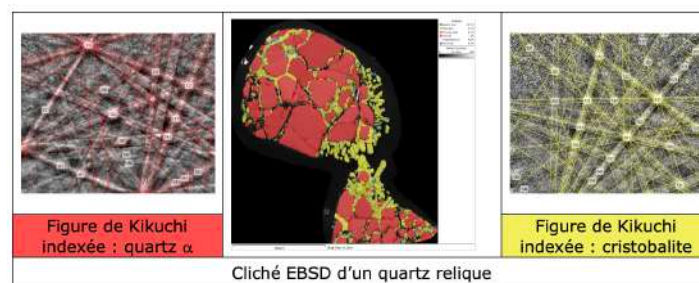 Figure de Kikuchi
indexée : quartz α
Figure de Kikuchi
indexée : cristobalite
Cliché EBSD d’un quartz relique